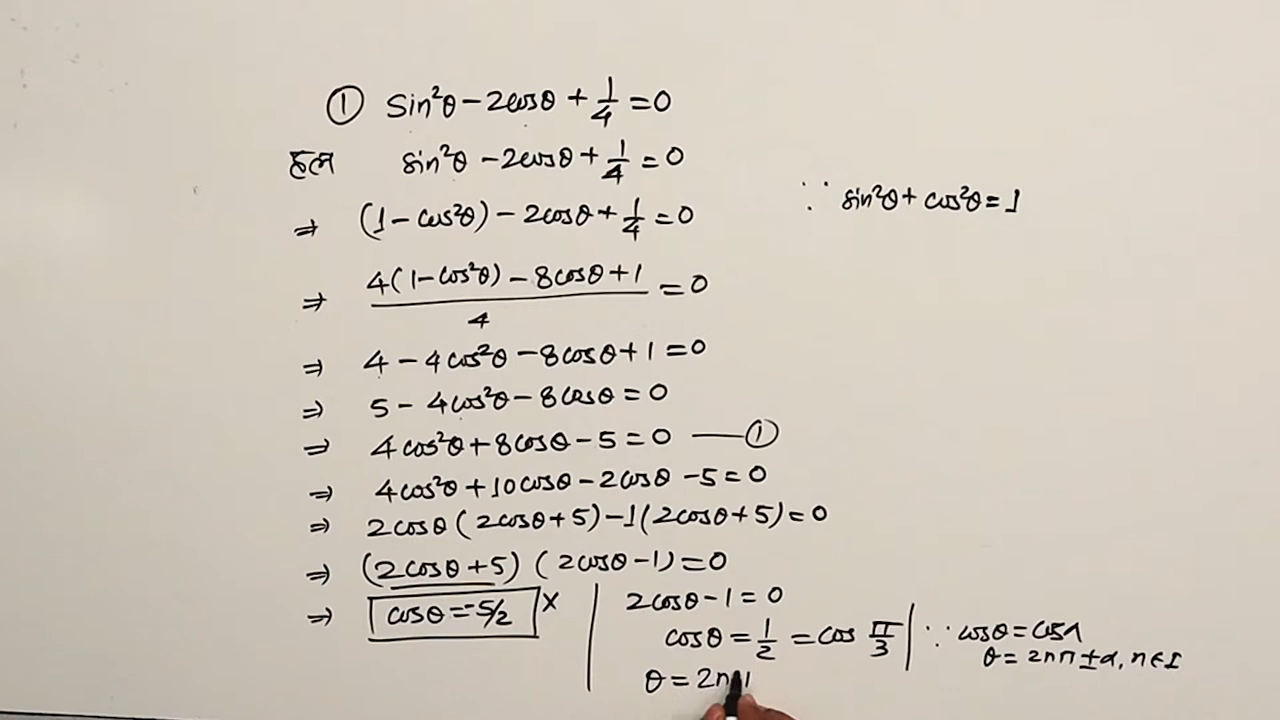 ① Sin²θ - 2cosθ + 1/4 = 0
हल sin²θ - 2cosθ + 1/4 = 0
⇒ (1 - cos²θ) - 2cosθ + 1/4 = 0
∵ sin²θ + cos²θ = 1
⇒ 4(1 - cos²θ) - 8cosθ + 1 / 4 = 0
⇒ 4 - 4cos²θ - 8cosθ + 1 = 0
⇒ 5 - 4cos²θ - 8cosθ = 0
⇒ 4cos²θ + 8cosθ - 5 = 0 — ①
⇒ 4cos²θ + 10cosθ - 2cosθ - 5 = 0
⇒ 2cosθ(2cosθ + 5) - 1(2cosθ + 5) = 0
⇒ (2cosθ + 5)(2cosθ - 1) = 0
⇒ cosθ = -5/2 ×
2cosθ - 1 = 0
cosθ = 1/2 = cos π/3
θ = 2n
∵ cosθ = cosα
θ = 2nπ ± α, n∈I